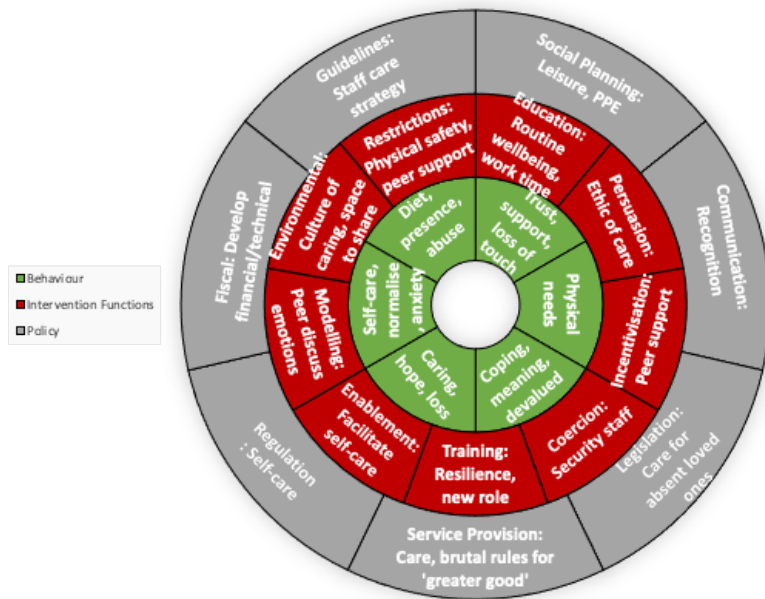 Behaviour
Intervention Functions
Policy
Guidelines:
Staff care
strategy
Social Planning:
Leisure, PPE
Communication:
Recognition
Legislation:
Care for
absent loved
ones
Service Provision:
Care, brutal rules for
'greater good'
Regulation
: Self-care
Fiscal: Develop
financial/technical
Restrictions:
Physical safety,
peer support
Education:
Routine
wellbeing,
work time
Persuasion:
Ethic of care
Incentivisation:
Peer support
Coercion:
Security staff
Training:
Resilience,
new role
Enablement:
Facilitate
self-care
Modelling:
Peer discuss
emotions
Environmental:
Culture of
caring, space
to share
Diet,
presence,
abuse
Trust,
support,
loss of
touch
Physical
needs
Coping,
meaning,
devalued
Caring,
hope, loss
Self-care,
normalise
, anxiety